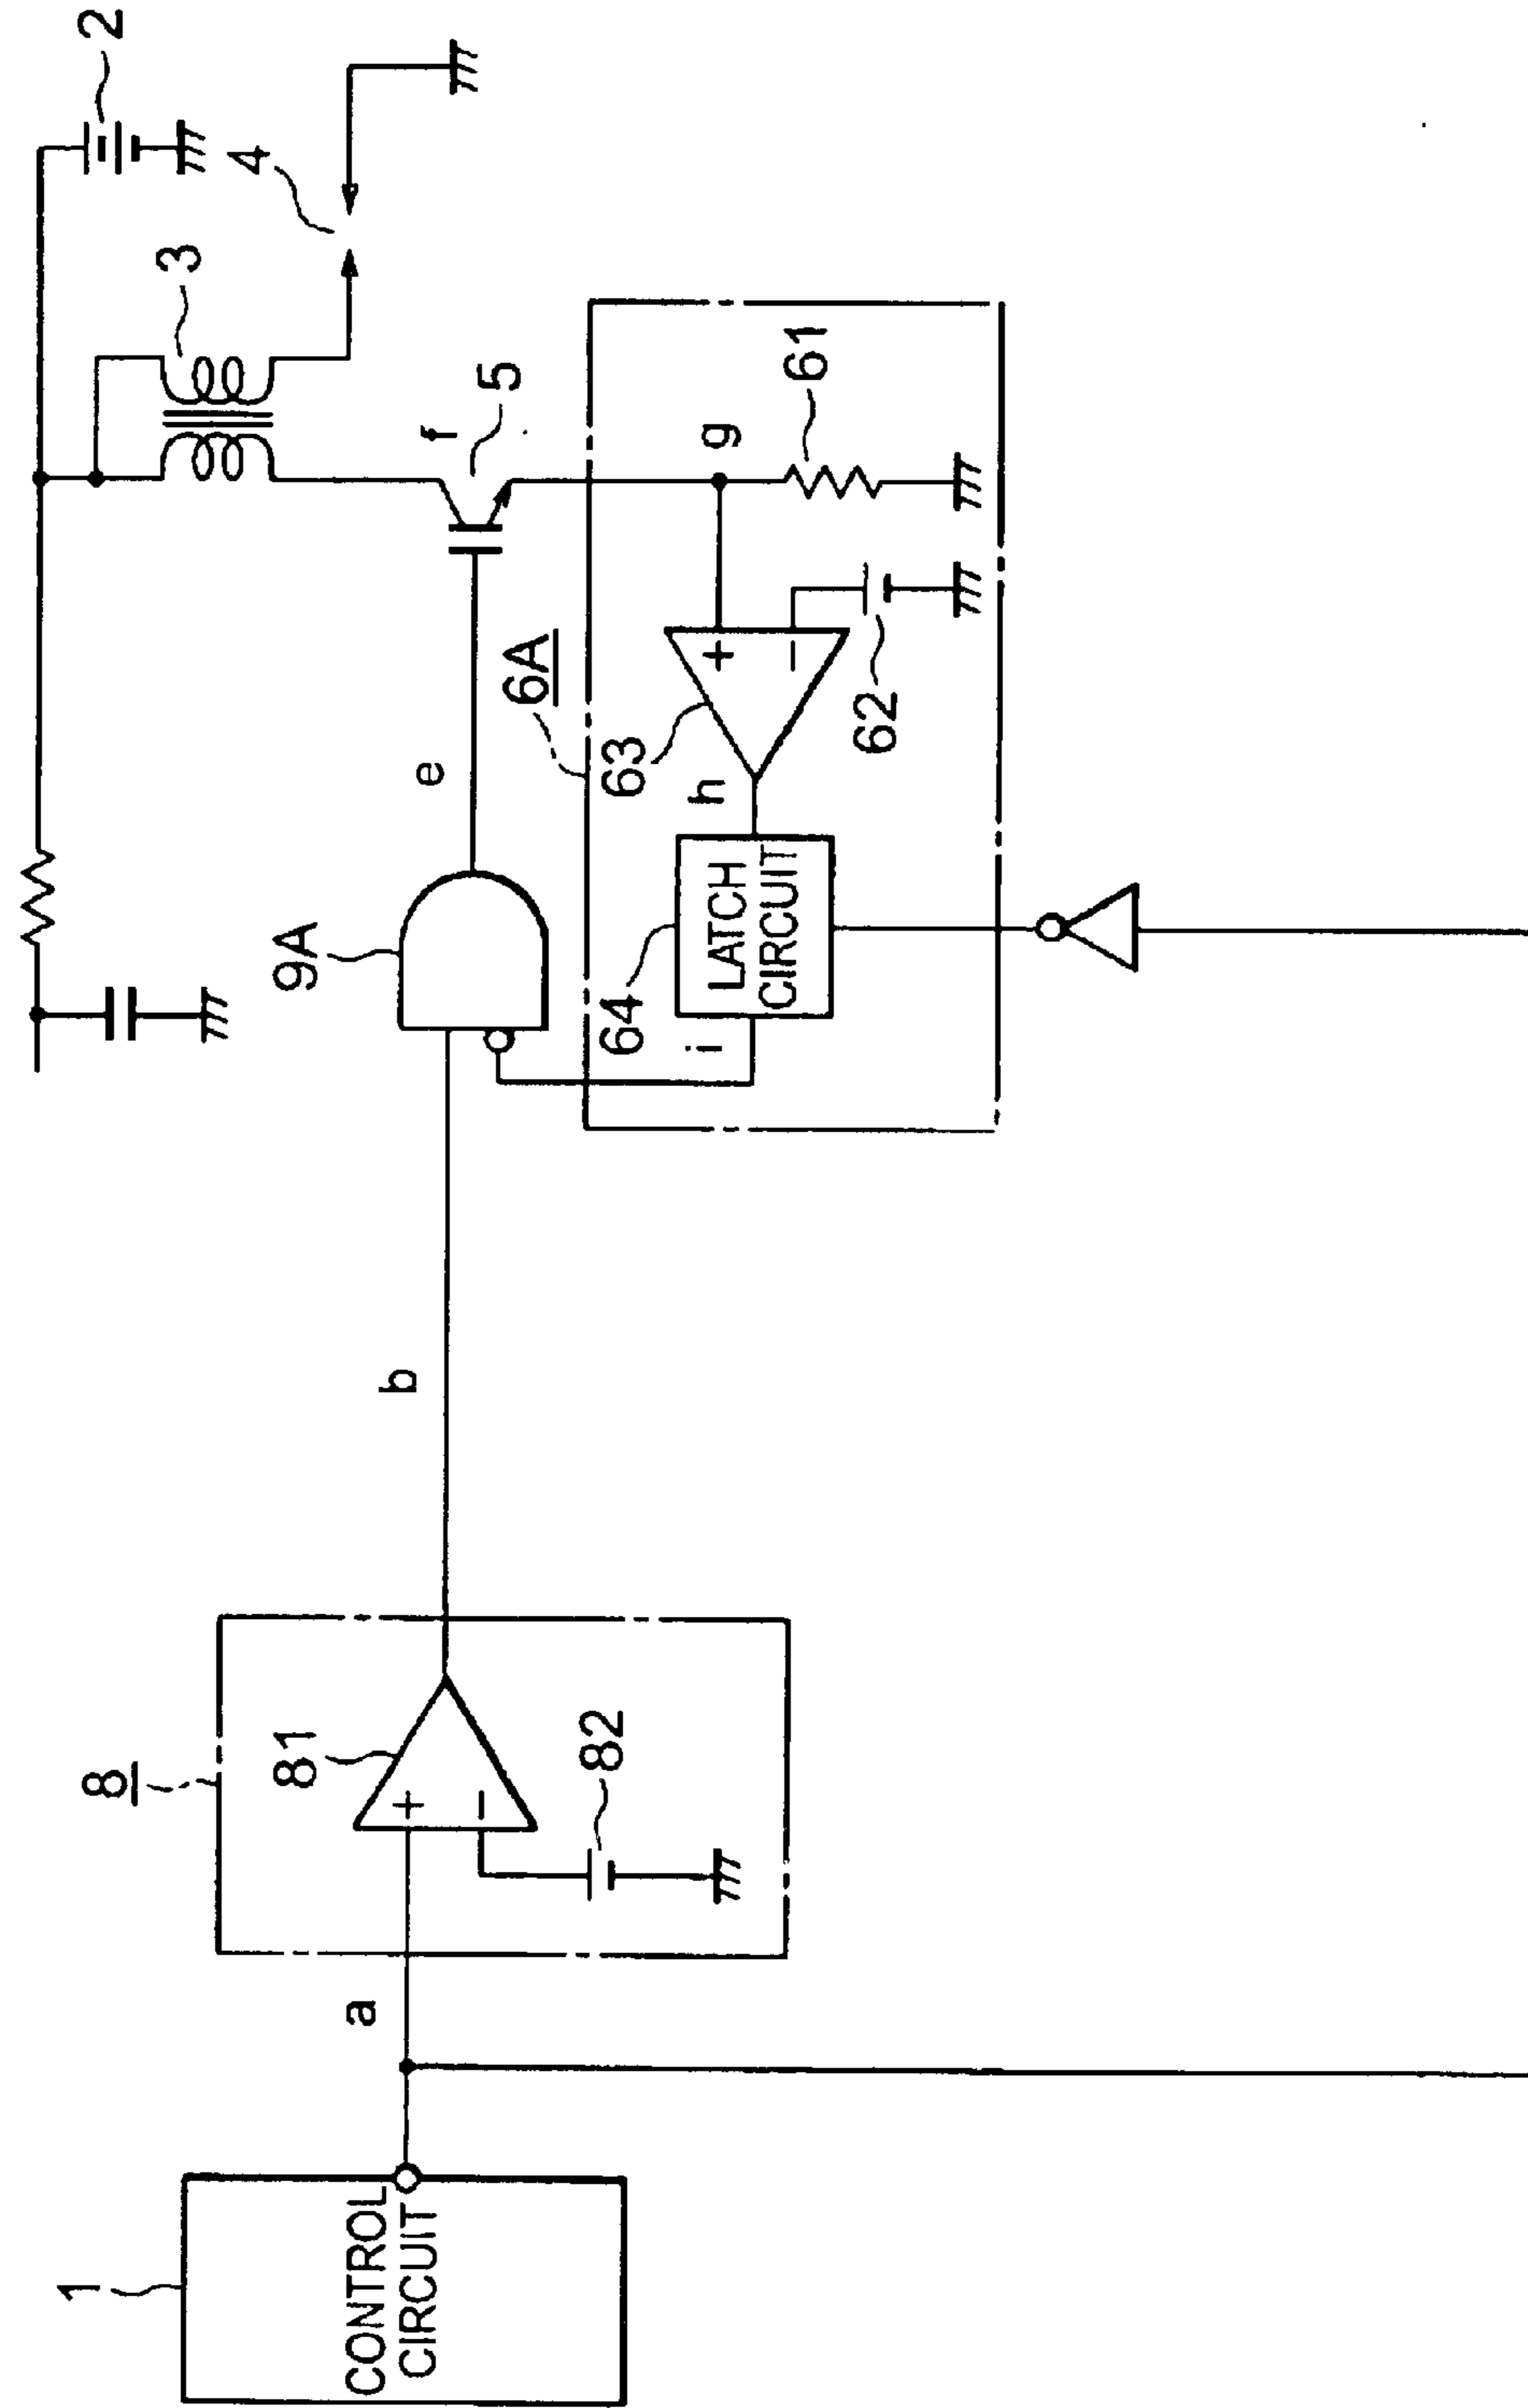 2
3
4
f
5
9A
e
6A
g
61
63
h
62
+
−
64
LATCH
CIRCUIT
i
b
8
81
+
−
82
a
1
CONTROL
CIRCUIT